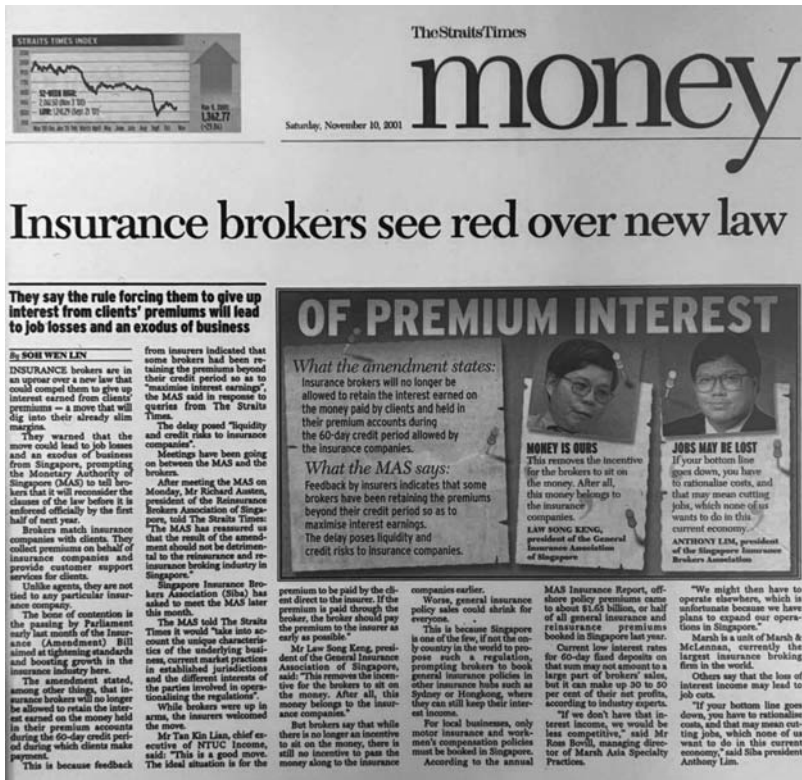 STRAITS TIMES INDEX
52-WEEK HIGH:
1,342.77
The Straits Times
money
Saturday, November 10, 2001
Insurance brokers see red over new law
They say the rule forcing them to give up
interest from clients' premiums will lead
to job losses and an exodus of business
By SOH WEN LIN
INSURANCE brokers are in
an uproar over a new law that
could compel them to give up
interest earned from clients'
premiums — a move that will
dig into their already slim
margins.
They warned that the
move could lead to job losses
and an exodus of business
from Singapore, prompting
the Monetary Authority of
Singapore (MAS) to tell bro-
kers that it will reconsider the
clauses of the law before it is
enforced officially by the first
half of next year.
Brokers match insurance
companies with clients. They
collect premiums on behalf of
insurance companies and
provide customer support
services for clients.
Unlike agents, they are not
tied to any particular insur-
ance company.
The bone of contention is
the passing by Parliament
early last month of the Insur-
ance (Amendment) Bill
aimed at tightening standards
and boosting growth in the
insurance industry here.
The amendment stated,
among other things, that in-
surance brokers will no longer
be allowed to retain the inter-
est earned on the money held
in their premium accounts
during the 60-day credit peri-
od during which clients make
payment.
This is because feedback
from insurers indicated that
some brokers had been re-
taining the premiums beyond
their credit period so as to
"maximise interest earnings",
the MAS said in response to
queries from The Straits
Times.
The delay posed "liquidity
and credit risks to insurance
companies".
Meetings have been going
on between the MAS and the
brokers.
After meeting the MAS on
Monday, Mr Richard Austen,
president of the Reinsurance
Brokers Association of Singa-
pore, told The Straits Times:
"The MAS has reassured us
that the result of the amend-
ment should not be detrimen-
tal to the reinsurance and re-
insurance broking industry in
Singapore."
Singapore Insurance Bro-
kers Association (Siba) has
asked to meet the MAS later
this month.
The MAS told The Straits
Times it would "take into ac-
count the unique characteris-
tics of the underlying busi-
ness, current market practices
in established jurisdictions
and the different interests of
the parties involved in opera-
tionalising the regulations".
While brokers were up in
arms, the insurers welcomed
the move.
Mr Tan Kin Lian, chief ex-
ecutive of NTUC Income,
said: "This is a good move.
The ideal situation is for the
OF PREMIUM INTEREST
What the amendment states:
Insurance brokers will no longer be
allowed to retain the interest earned on
the money paid by clients and held in
their premium accounts during
the 60-day credit period allowed by
the insurance companies.
What the MAS says:
Feedback by insurers indicates that some
brokers have been retaining the premiums
beyond their credit period so as to
maximise interest earnings.
The delay poses liquidity and
credit risks to insurance companies.
MONEY IS OURS
This removes the incentive
for the brokers to sit on
the money. After all,
this money belongs to
the insurance
companies.
LAW SONG KENG,
president of the General
Insurance Association
of Singapore
JOBS MAY BE LOST
If your bottom line
goes down, you have
to rationalise costs, and
that may mean cutting
jobs, which none of us
want to do in this
current economy.
ANTHONY LIM, president
of the Singapore Insurance
Brokers Association
premium to be paid by the cli-
ent direct to the insurer. If the
premium is paid through the
broker, the broker should pay
the premium to the insurer as
early as possible."
Mr Law Song Keng, presi-
dent of the General Insurance
Association of Singapore,
said: "This removes the incen-
tive for the brokers to sit on
the money. After all, this
money belongs to the insur-
ance companies."
But brokers say that while
there is no longer an incentive
to sit on the money, there is
still no incentive to pass the
money along to the insurance
companies earlier.
Worse, general insurance
policy sales could shrink for
everyone.
This is because Singapore
is one of the few, if not the on-
ly country in the world to pro-
pose such a regulation,
prompting brokers to book
general insurance policies in
other insurance hubs such as
Sydney or Hongkong, where
they can still keep their inter-
est income.
For local businesses, only
motor insurance and work-
men's compensation policies
must be booked in Singapore.
According to the annual
MAS Insurance Report, off-
shore policy premiums came
to about $1.63 billion, or half
of all general insurance and
reinsurance premiums
booked in Singapore last year.
Current low interest rates
for 60-day fixed deposits on
that sum may not amount to a
large part of brokers' sales,
but it can make up 30 to 50
per cent of their net profits,
according to industry experts.
"If we don't have that in-
terest income, we would be
less competitive," said Mr
Ross Bovill, managing direc-
tor of Marsh Asia Specialty
Practices.
"We might then have to
operate elsewhere, which is
unfortunate because we have
plans to expand our opera-
tions in Singapore."
Marsh is a unit of Marsh &
McLennan, currently the
largest insurance broking
firm in the world.
Others say that the loss of
interest income may lead to
job cuts.
"If your bottom line goes
down, you have to rationalise
costs, and that may mean cut-
ting jobs, which none of us
want to do in this current
economy," said Siba president
Anthony Lim.